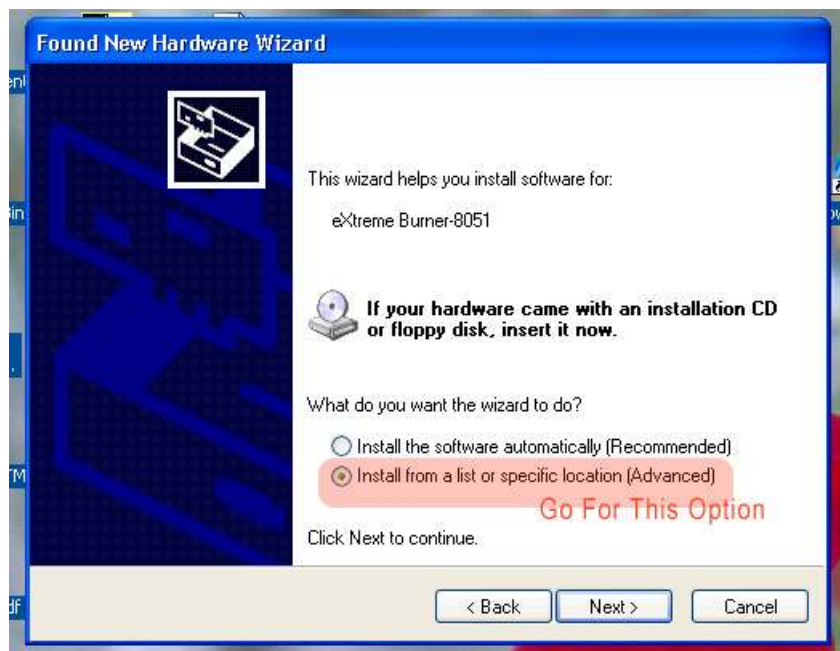 Found New Hardware Wizard
This wizard helps you install software for:
eXtreme Burner-8051
If your hardware came with an installation CD
or floppy disk, insert it now.
What do you want the wizard to do?
Install the software automatically (Recommended)
Install from a list or specific location (Advanced)
Go For This Option
Click Next to continue.
< Back Next > Cancel